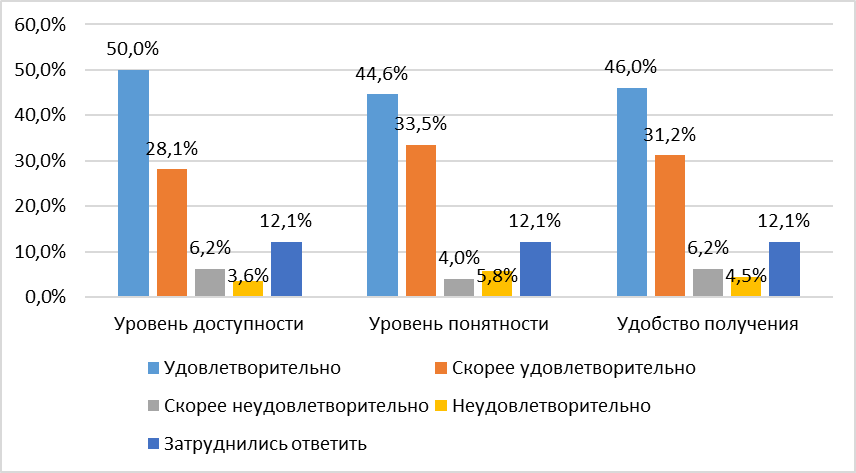 60,0%
50,0%
40,0%
30,0%
20,0%
10,0%
0,0%
50,0%
28,1%
6,2%
3,6%
12,1%
44,6%
33,5%
4,0%
5,8%
12,1%
46,0%
31,2%
6,2%
4,5%
12,1%
Уровень доступности
Уровень понятности
Удобство получения
Удовлетворительно
Скорее удовлетворительно
Скорее неудовлетворительно
Неудовлетворительно
Затруднились ответить